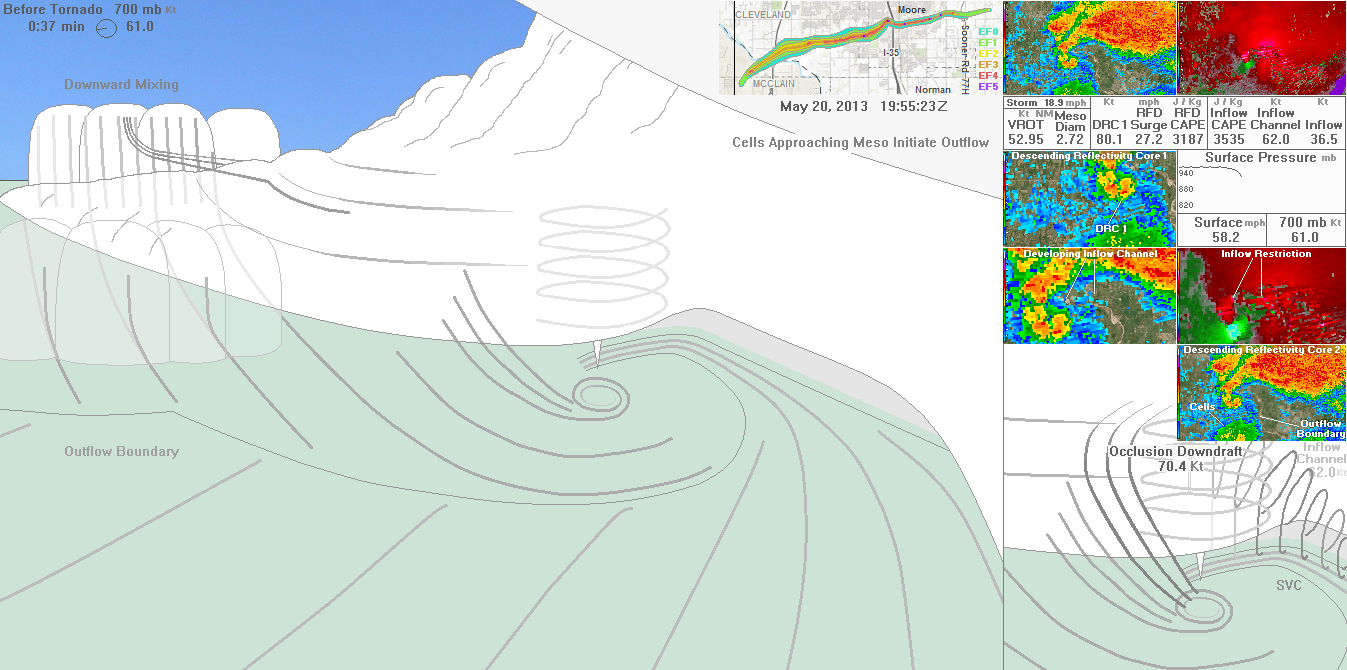 Before Tornado 700 mb Kt
0:37 min 61.0
Downward Mixing
Outflow Boundary
CLEVELAND
Moore
I-35
MCCLAIN
Norman
Sooner Rd 77H
EF0
EF1
EF2
EF3
EF4
EF5
May 20, 2013 19:55:23Z
Cells Approaching Meso Initiate Outflow
Storm 18.9 mph
Kt NM
VROT Meso Diam
52.95 2.72
Kt mph J / Kg
DRC 1 RFD Surge RFD CAPE
80.1 27.2 3187
J / Kg Kt Kt
Inflow CAPE Inflow Channel Inflow
3535 62.0 36.5
Descending Reflectivity Core 1
DRC 1
Surface Pressure mb
940
880
820
Surface mph 700 mb Kt
58.2 61.0
Developing Inflow Channel
Inflow Restriction
Descending Reflectivity Core 2
Cells
Outflow
Boundary
Occlusion Downdraft
70.4 Kt
Inflow
Channel
62.0 Kt
SVC